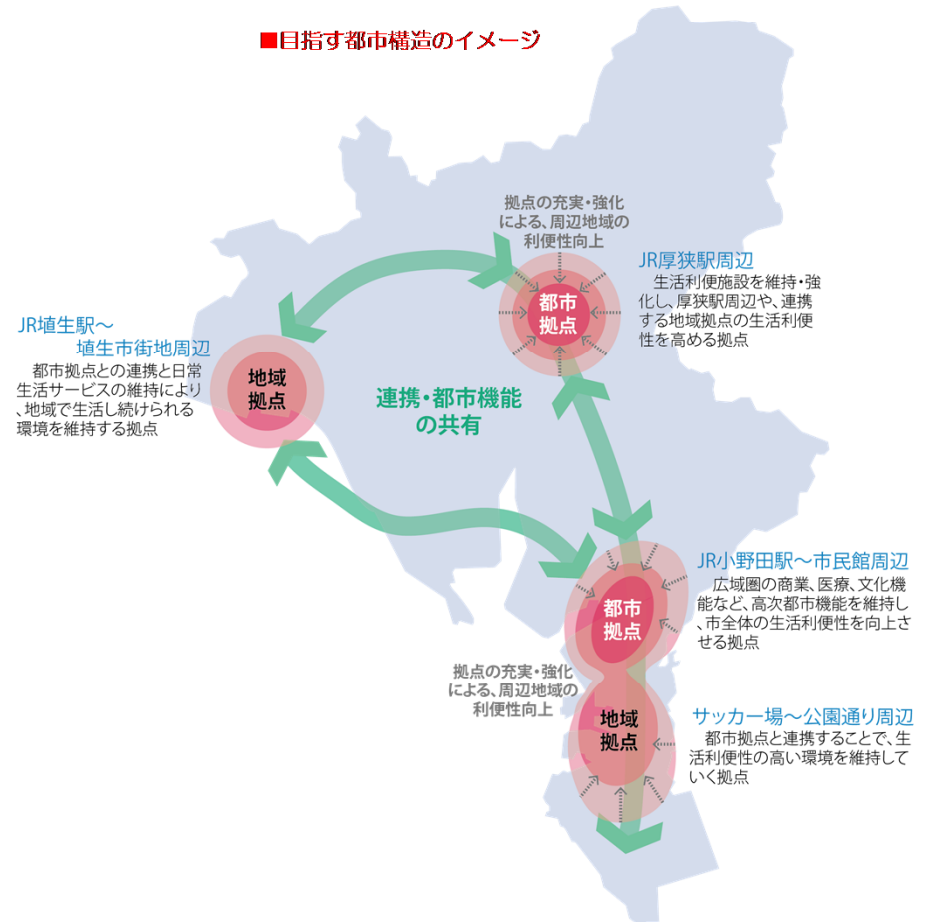 ■目指す都市構造のイメージ
拠点の充実・強化
による、周辺地域の
利便性向上
JR厚狭駅周辺
生活利便施設を維持・強
化し、厚狭駅周辺や、連携
する地域拠点の生活利便
性を高める拠点
都市
拠点
JR埴生駅〜
埴生市街地周辺
都市拠点との連携と日常
生活サービスの維持により
、地域で生活し続けられる
環境を維持する拠点
地域
拠点
連携・都市機能
の共有
JR小野田駅〜市民館周辺
広域圏の商業、医療、文化機
能など、高次都市機能を維持し
、市全体の生活利便性を向上さ
せる拠点
都市
拠点
拠点の充実・強化
による、周辺地域の
利便性向上
サッカー場〜公園通り周辺
都市拠点と連携することで、生
活利便性の高い環境を維持して
いく拠点
地域
拠点